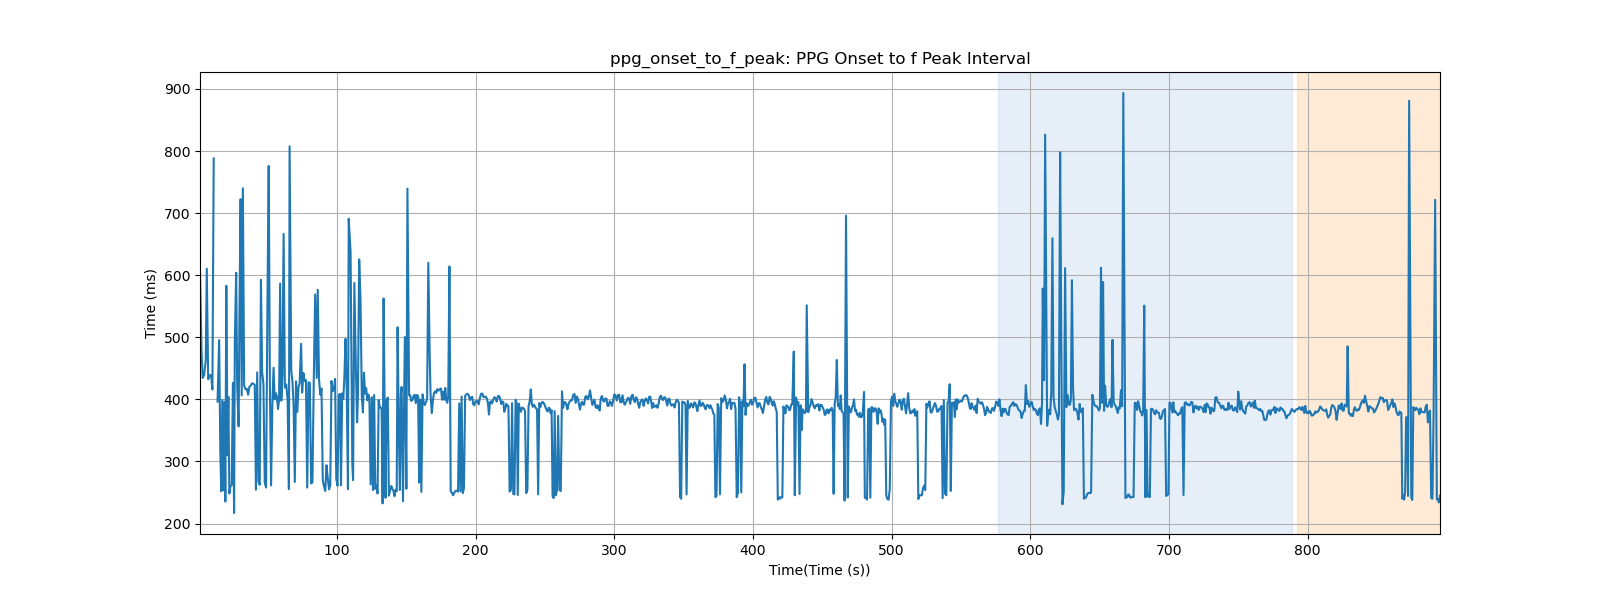 ppg_onset_to_f_peak: PPG Onset to f Peak Interval
900
800
700
600
500
400
300
200
Time (ms)
100 200 300 400 500 600 700 800
Time(Time (s))